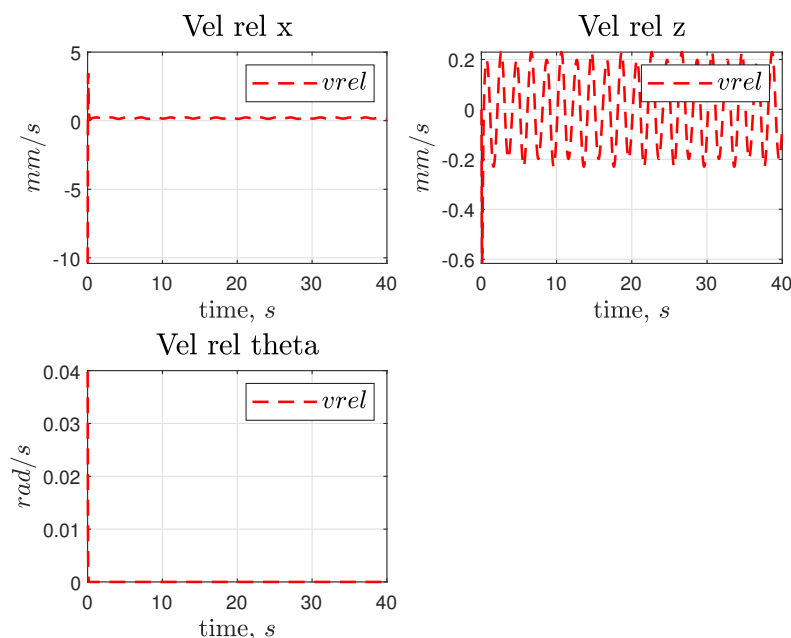 Vel rel x
5
0
-5
-10
mm/s
vrel
0 10 20 30 40
time, s
Vel rel z
0.2
0
-0.2
-0.4
-0.6
mm/s
vrel
0 10 20 30 40
time, s
Vel rel theta
0.04
0.03
0.02
0.01
0
rad/s
vrel
0 10 20 30 40
time, s